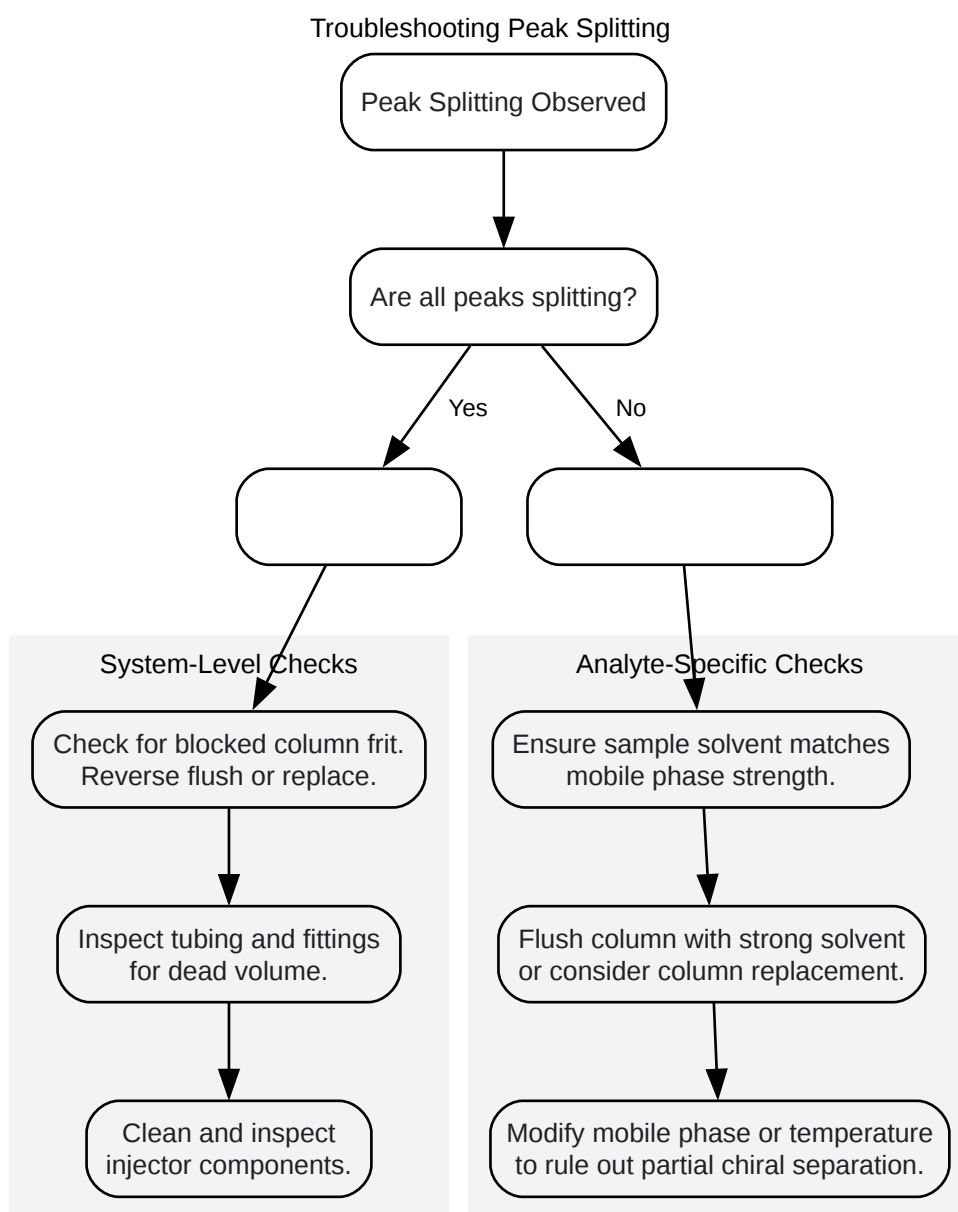 Troubleshooting Peak Splitting
Peak Splitting Observed
Are all peaks splitting?
Yes
No
System-Level Checks
Check for blocked column frit.
Reverse flush or replace.
Inspect tubing and fittings
for dead volume.
Clean and inspect
injector components.
Analyte-Specific Checks
Ensure sample solvent matches
mobile phase strength.
Flush column with strong solvent
or consider column replacement.
Modify mobile phase or temperature
to rule out partial chiral separation.